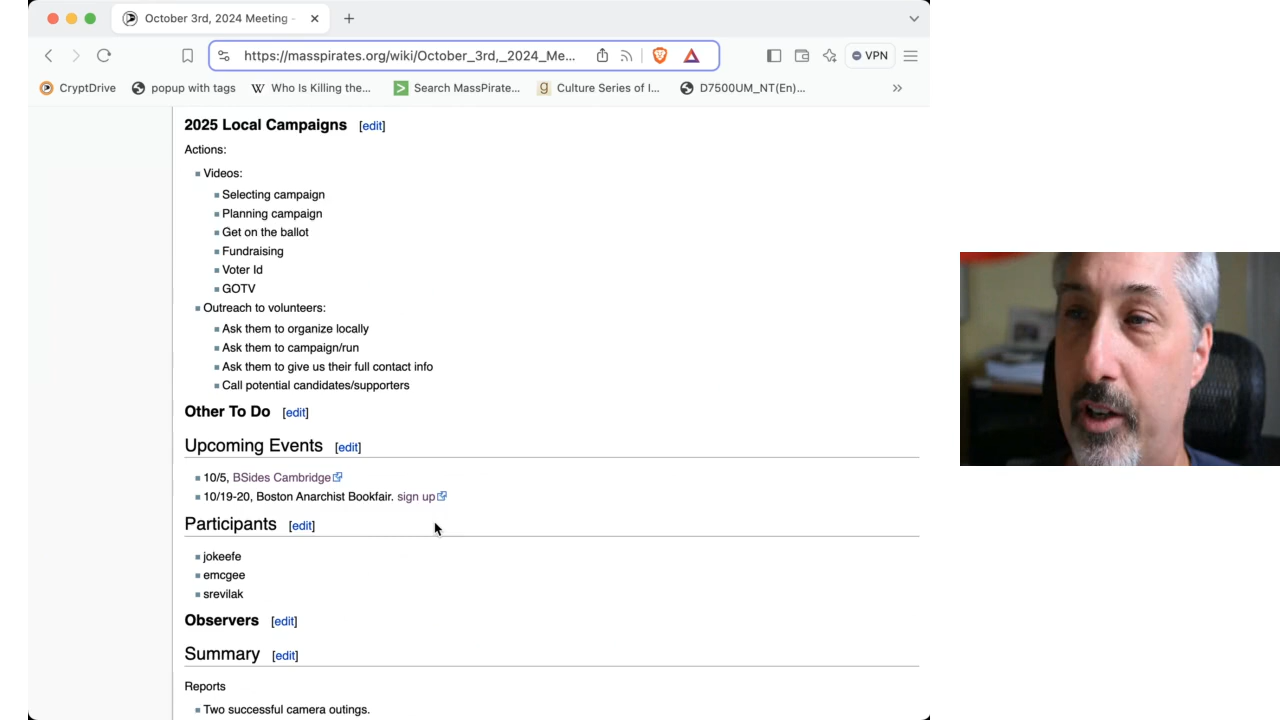 October 3rd, 2024 Meeting -
https://masspirates.org/wiki/October_3rd,_2024_Me...
VPN
CryptDrive
popup with tags
Who Is Killing the...
Search MassPirate...
Culture Series of I...
D7500UM_NT(En)...
2025 Local Campaigns [edit]
Actions:
Videos:
Selecting campaign
Planning campaign
Get on the ballot
Fundraising
Voter Id
GOTV
Outreach to volunteers:
Ask them to organize locally
Ask them to campaign/run
Ask them to give us their full contact info
Call potential candidates/supporters
Other To Do [edit]
Upcoming Events [edit]
10/5, BSides Cambridge
10/19-20, Boston Anarchist Bookfair. sign up
Participants [edit]
jokeefe
emcgee
srevilak
Observers [edit]
Summary [edit]
Reports
Two successful camera outings.